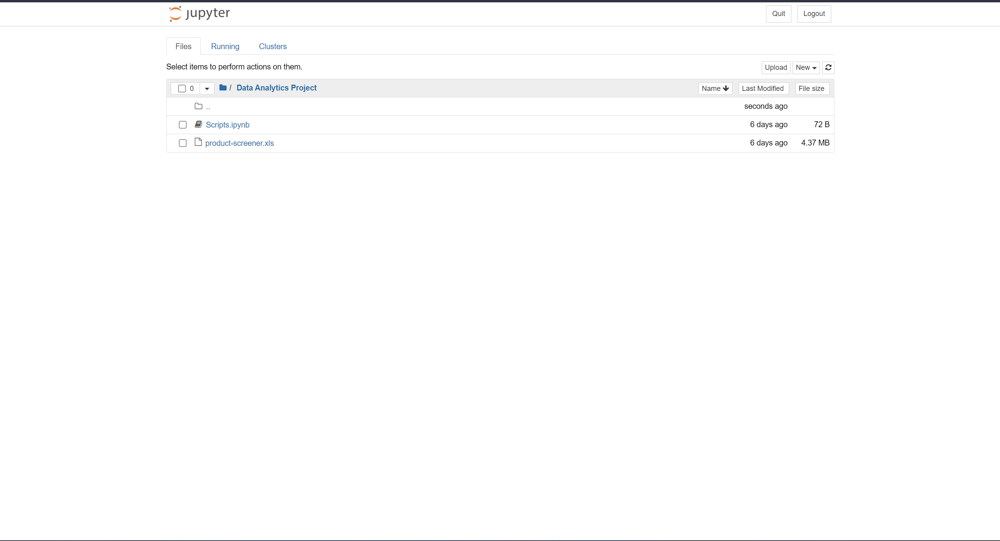 jupyter
Quit Logout
Files Running Clusters
Select items to perform actions on them.
Upload New
0 / Data Analytics Project Name Last Modified File size
.. seconds ago
Scripts.ipynb 6 days ago 72 B
product-screener.xls 6 days ago 4.37 MB